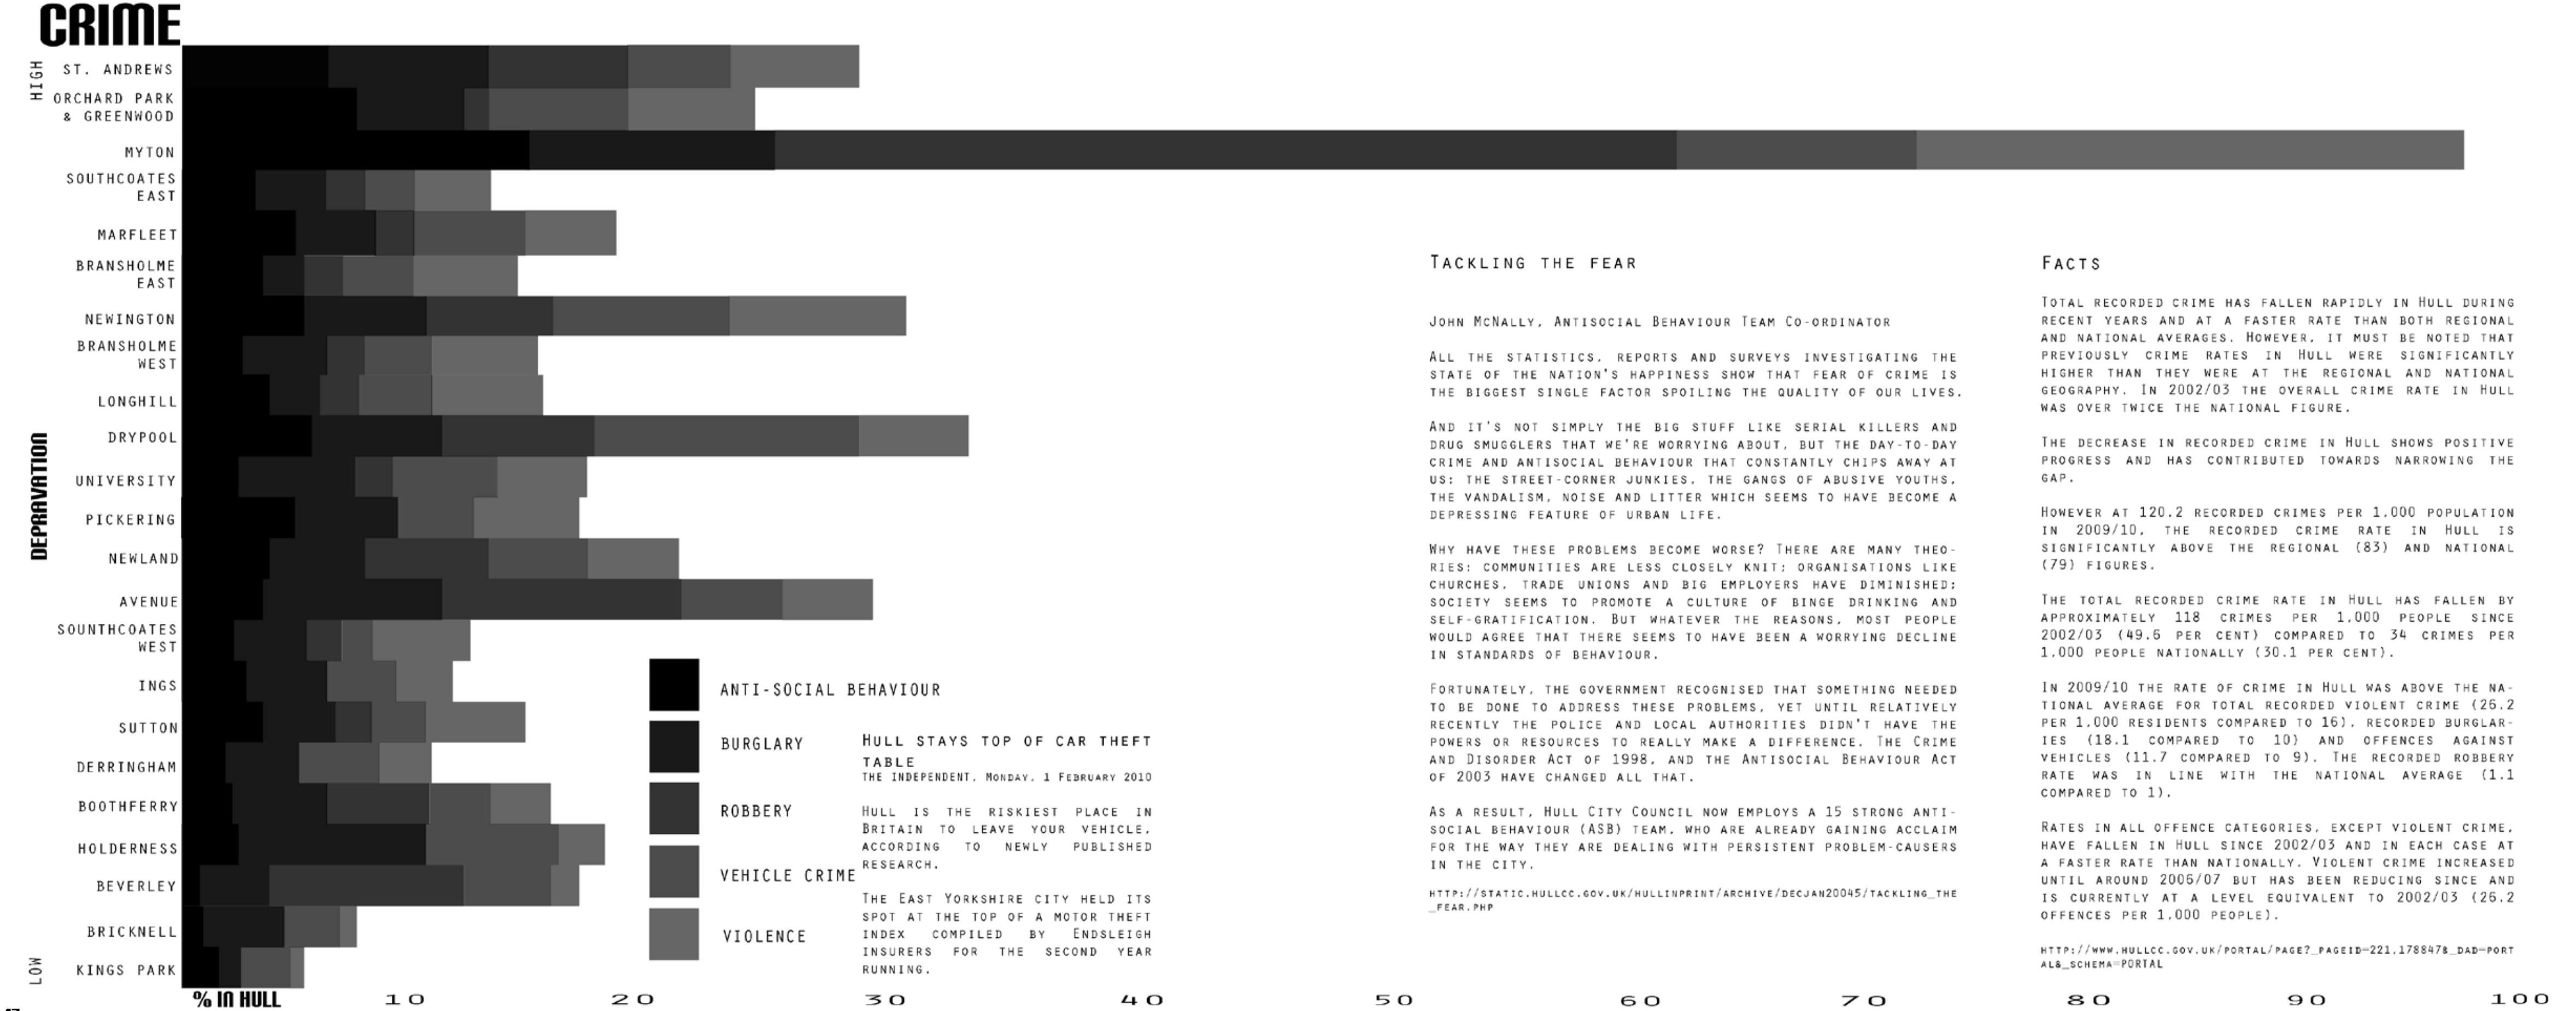 CRIME
HIGH
ST. ANDREWS
ORCHARD PARK
& GREENWOOD
MYTON
SOUTHCOATES
EAST
MARFLEET
BRANSHOLME
EAST
NEWINGTON
BRANSHOLME
WEST
LONGHILL
DRYPOOL
DEPRAVATION
UNIVERSITY
PICKERING
NEWLAND
AVENUE
SOUNTHCOATES
WEST
INGS
SUTTON
DERRINGHAM
BOOTHFERRY
HOLDERNESS
BEVERLEY
BRICKNELL
LOW
KINGS PARK
% IN HULL
10 20 30 40 50 60 70 80 90 100
ANTI-SOCIAL BEHAVIOUR
BURGLARY
ROBBERY
VEHICLE CRIME
VIOLENCE
HULL STAYS TOP OF CAR THEFT
TABLE
THE INDEPENDENT, MONDAY, 1 FEBRUARY 2010
HULL IS THE RISKIEST PLACE IN
BRITAIN TO LEAVE YOUR VEHICLE,
ACCORDING TO NEWLY PUBLISHED
RESEARCH.
THE EAST YORKSHIRE CITY HELD ITS
SPOT AT THE TOP OF A MOTOR THEFT
INDEX COMPILED BY ENDSLEIGH
INSURERS FOR THE SECOND YEAR
RUNNING.
TACKLING THE FEAR
JOHN MCNALLY, ANTISOCIAL BEHAVIOUR TEAM CO-ORDINATOR
ALL THE STATISTICS, REPORTS AND SURVEYS INVESTIGATING THE
STATE OF THE NATION'S HAPPINESS SHOW THAT FEAR OF CRIME IS
THE BIGGEST SINGLE FACTOR SPOILING THE QUALITY OF OUR LIVES.
AND IT'S NOT SIMPLY THE BIG STUFF LIKE SERIAL KILLERS AND
DRUG SMUGGLERS THAT WE'RE WORRYING ABOUT, BUT THE DAY-TO-DAY
CRIME AND ANTISOCIAL BEHAVIOUR THAT CONSTANTLY CHIPS AWAY AT
US: THE STREET-CORNER JUNKIES, THE GANGS OF ABUSIVE YOUTHS,
THE VANDALISM, NOISE AND LITTER WHICH SEEMS TO HAVE BECOME A
DEPRESSING FEATURE OF URBAN LIFE.
WHY HAVE THESE PROBLEMS BECOME WORSE? THERE ARE MANY THEO-
RIES: COMMUNITIES ARE LESS CLOSELY KNIT; ORGANISATIONS LIKE
CHURCHES, TRADE UNIONS AND BIG EMPLOYERS HAVE DIMINISHED;
SOCIETY SEEMS TO PROMOTE A CULTURE OF BINGE DRINKING AND
SELF-GRATIFICATION. BUT WHATEVER THE REASONS, MOST PEOPLE
WOULD AGREE THAT THERE SEEMS TO HAVE BEEN A WORRYING DECLINE
IN STANDARDS OF BEHAVIOUR.
FORTUNATELY, THE GOVERNMENT RECOGNISED THAT SOMETHING NEEDED
TO BE DONE TO ADDRESS THESE PROBLEMS, YET UNTIL RELATIVELY
RECENTLY THE POLICE AND LOCAL AUTHORITIES DIDN'T HAVE THE
POWERS OR RESOURCES TO REALLY MAKE A DIFFERENCE. THE CRIME
AND DISORDER ACT OF 1998, AND THE ANTISOCIAL BEHAVIOUR ACT
OF 2003 HAVE CHANGED ALL THAT.
AS A RESULT, HULL CITY COUNCIL NOW EMPLOYS A 15 STRONG ANTI-
SOCIAL BEHAVIOUR (ASB) TEAM, WHO ARE ALREADY GAINING ACCLAIM
FOR THE WAY THEY ARE DEALING WITH PERSISTENT PROBLEM-CAUSERS
IN THE CITY.
HTTP://STATIC.HULLCC.GOV.UK/HULLINPRINT/ARCHIVE/DECJAN20045/TACKLING_THE
_FEAR.PHP
FACTS
TOTAL RECORDED CRIME HAS FALLEN RAPIDLY IN HULL DURING
RECENT YEARS AND AT A FASTER RATE THAN BOTH REGIONAL
AND NATIONAL AVERAGES. HOWEVER, IT MUST BE NOTED THAT
PREVIOUSLY CRIME RATES IN HULL WERE SIGNIFICANTLY
HIGHER THAN THEY WERE AT THE REGIONAL AND NATIONAL
GEOGRAPHY. IN 2002/03 THE OVERALL CRIME RATE IN HULL
WAS OVER TWICE THE NATIONAL FIGURE.
THE DECREASE IN RECORDED CRIME IN HULL SHOWS POSITIVE
PROGRESS AND HAS CONTRIBUTED TOWARDS NARROWING THE
GAP.
HOWEVER AT 120.2 RECORDED CRIMES PER 1,000 POPULATION
IN 2009/10, THE RECORDED CRIME RATE IN HULL IS
SIGNIFICANTLY ABOVE THE REGIONAL (83) AND NATIONAL
(79) FIGURES.
THE TOTAL RECORDED CRIME RATE IN HULL HAS FALLEN BY
APPROXIMATELY 118 CRIMES PER 1,000 PEOPLE SINCE
2002/03 (49.6 PER CENT) COMPARED TO 34 CRIMES PER
1,000 PEOPLE NATIONALLY (30.1 PER CENT).
IN 2009/10 THE RATE OF CRIME IN HULL WAS ABOVE THE NA-
TIONAL AVERAGE FOR TOTAL RECORDED VIOLENT CRIME (26.2
PER 1,000 RESIDENTS COMPARED TO 16), RECORDED BURGLAR-
IES (18.1 COMPARED TO 10) AND OFFENCES AGAINST
VEHICLES (11.7 COMPARED TO 9). THE RECORDED ROBBERY
RATE WAS IN LINE WITH THE NATIONAL AVERAGE (1.1
COMPARED TO 1).
RATES IN ALL OFFENCE CATEGORIES, EXCEPT VIOLENT CRIME,
HAVE FALLEN IN HULL SINCE 2002/03 AND IN EACH CASE AT
A FASTER RATE THAN NATIONALLY. VIOLENT CRIME INCREASED
UNTIL AROUND 2006/07 BUT HAS BEEN REDUCING SINCE AND
IS CURRENTLY AT A LEVEL EQUIVALENT TO 2002/03 (26.2
OFFENCES PER 1,000 PEOPLE).
HTTP://WWW.HULLCC.GOV.UK/PORTAL/PAGE?_PAGEID=221,178847&_DAD=PORT
AL&_SCHEMA=PORTAL